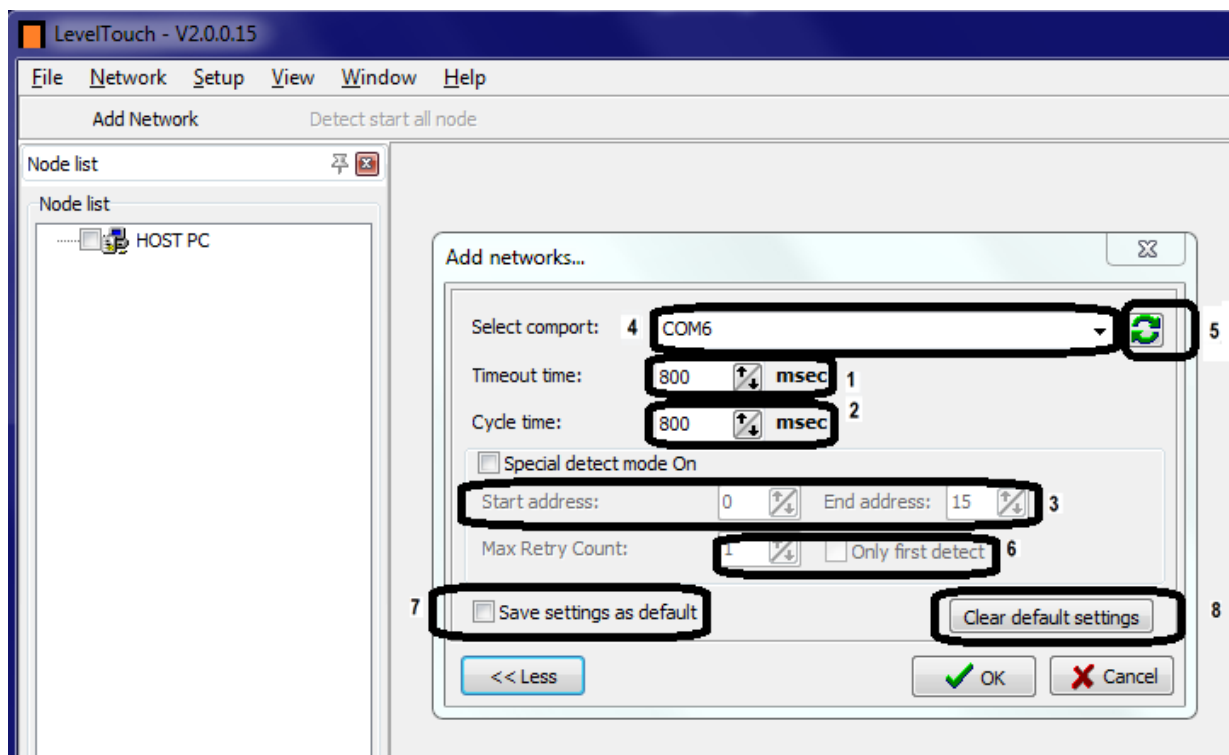 LevelTouch - V2.0.0.15
File Network Setup View Window Help
Add Network Detect start all node
Node list
Node list
HOST PC
Add networks...
Select comport: 4 COM6 5
Timeout time: 800 msec 1
Cycle time: 800 msec 2
Special detect mode On
Start address: 0 End address: 15 3
Max Retry Count: 1 Only first detect 6
7 Save settings as default Clear default settings 8
<< Less OK Cancel